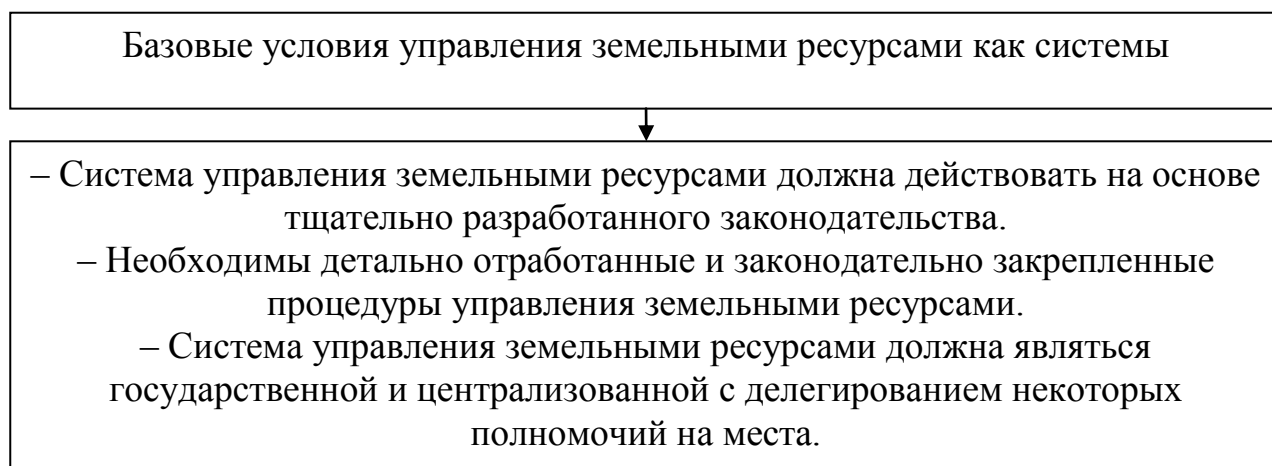 Базовые условия управления земельными ресурсами как системы
– Система управления земельными ресурсами должна действовать на основе
тщательно разработанного законодательства.
– Необходимы детально отработанные и законодательно закрепленные
процедуры управления земельными ресурсами.
– Система управления земельными ресурсами должна являться
государственной и централизованной с делегированием некоторых
полномочий на места.